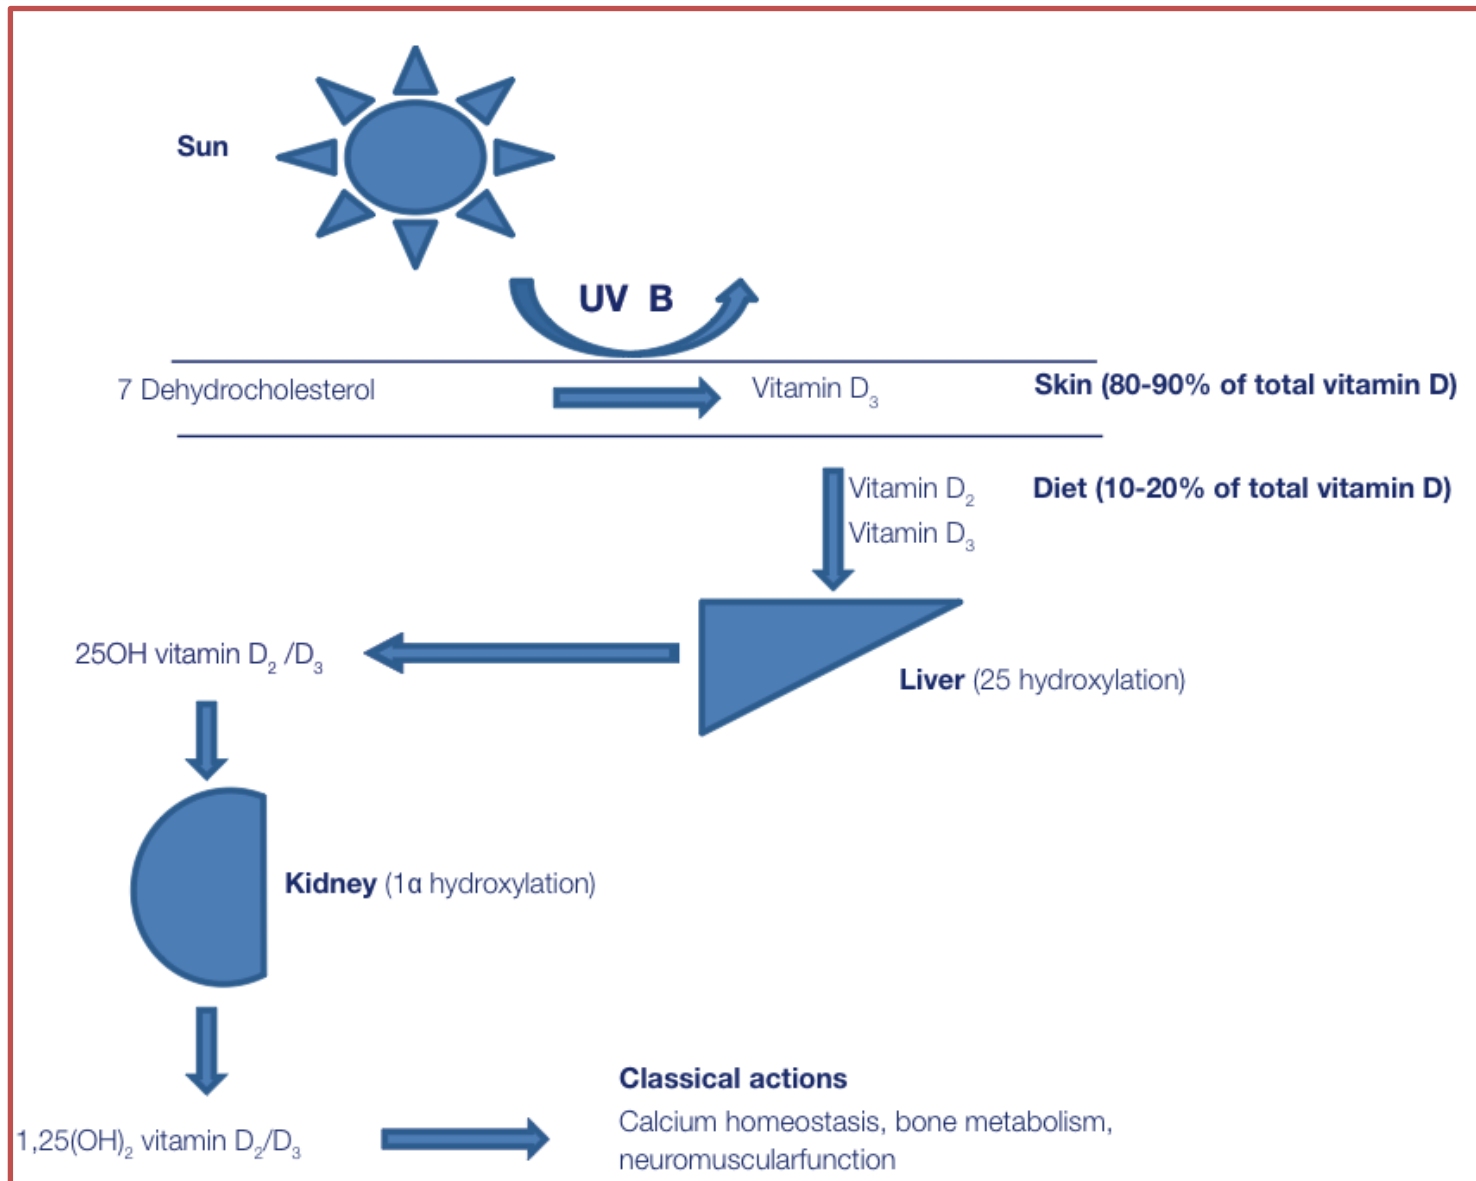 Sun
UV B
7 Dehydrocholesterol
Vitamin D₃
Skin (80-90% of total vitamin D)
Vitamin D₂
Diet (10-20% of total vitamin D)
Vitamin D₃
25OH vitamin D₂ /D₃
Liver (25 hydroxylation)
Kidney (1α hydroxylation)
Classical actions
Calcium homeostasis, bone metabolism,
neuromuscularfunction
1,25(OH)₂ vitamin D₂/D₃